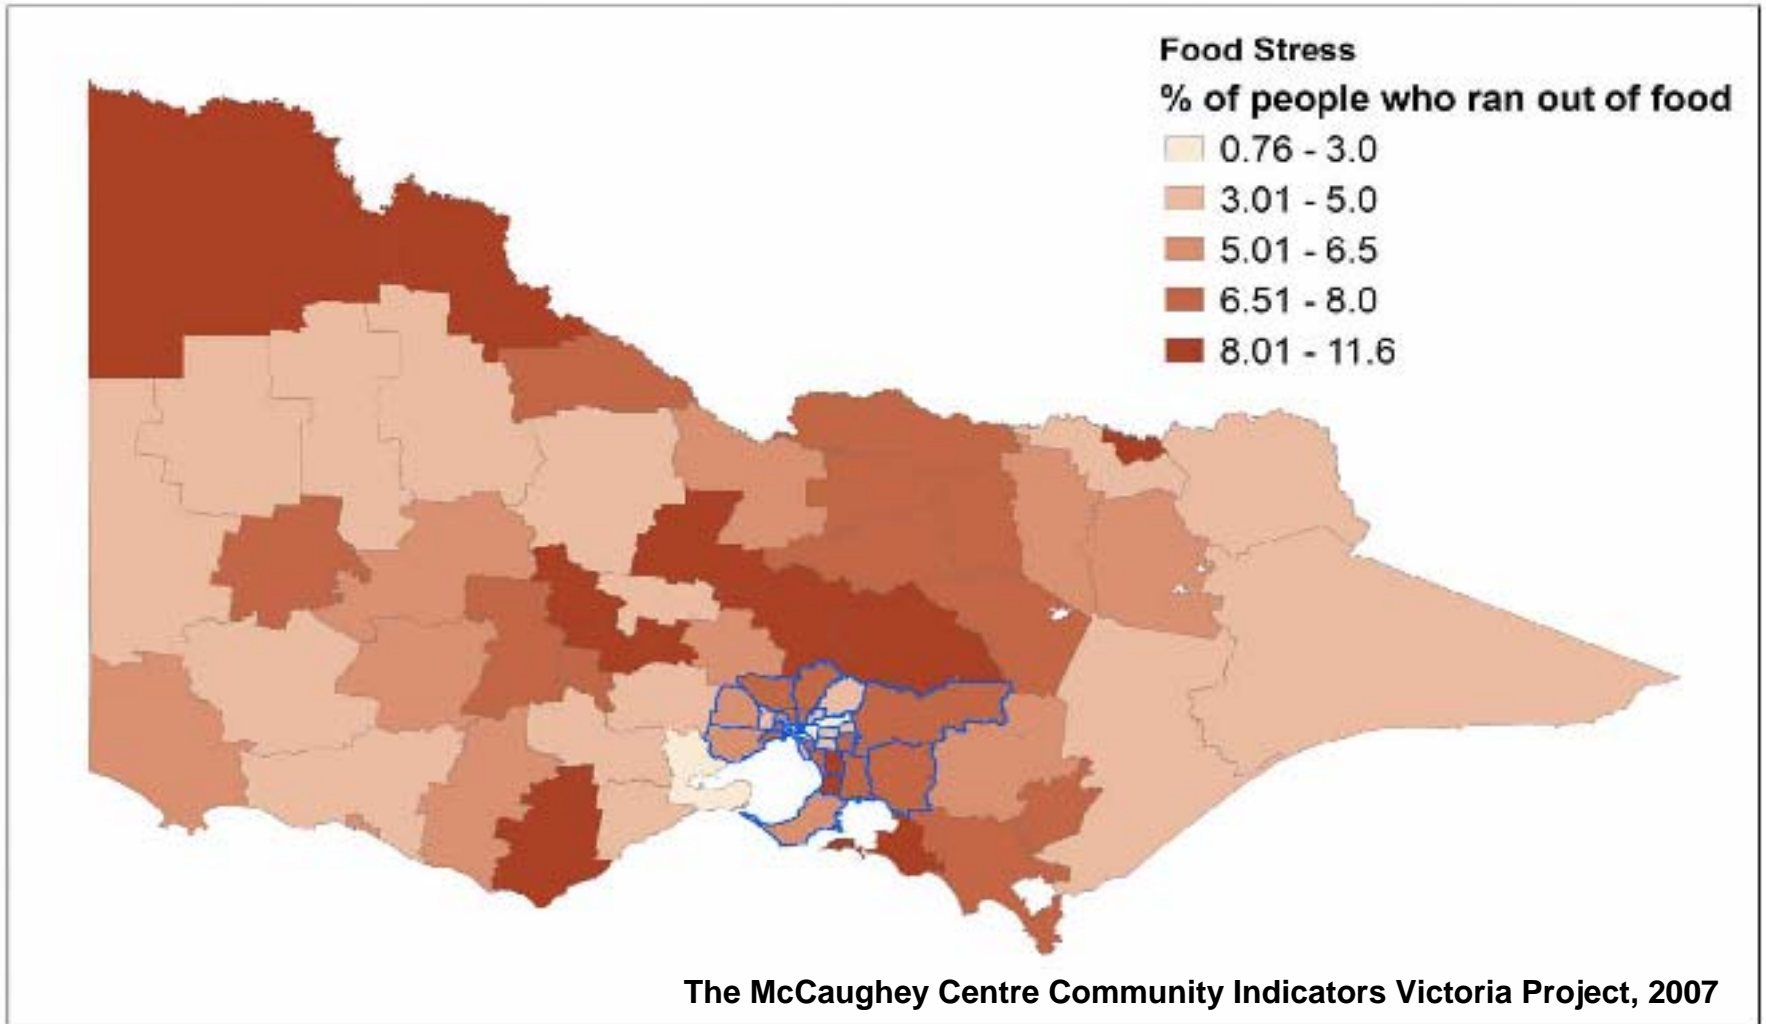 Food Stress
% of people who ran out of food
0.76 - 3.0
3.01 - 5.0
5.01 - 6.5
6.51 - 8.0
8.01 - 11.6
The McCaughey Centre Community Indicators Victoria Project, 2007